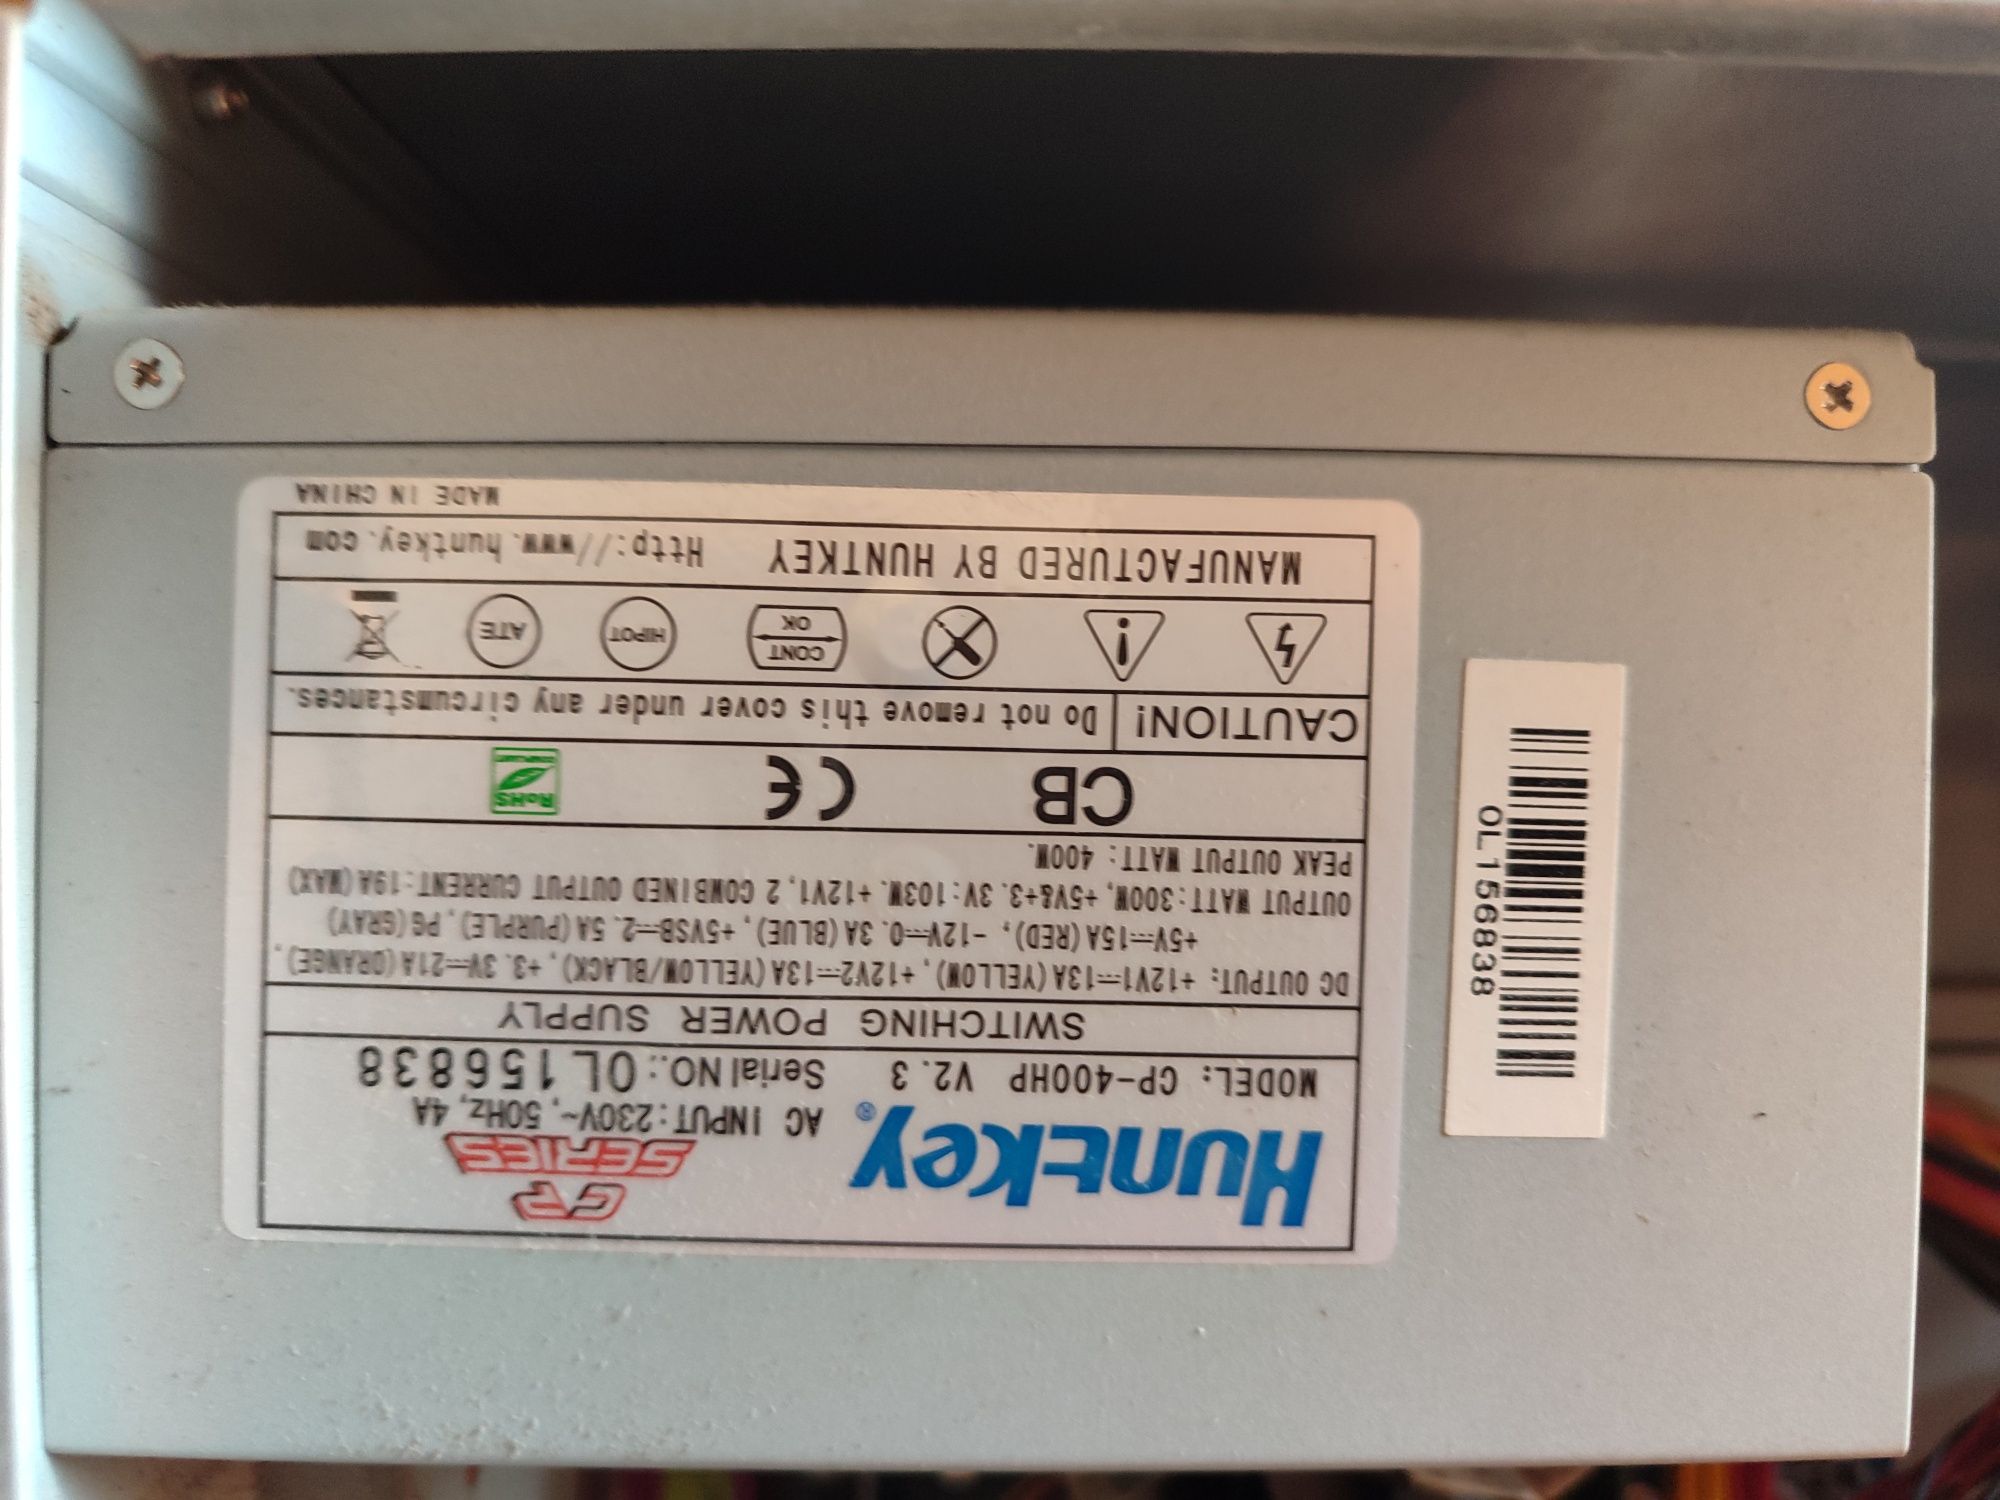 Huntkey®
GP
SERIES
AC INPUT:230V~, 50Hz, 4A
MODEL: CP-400HP V2.3 Serial NO.: OL156838
SWITCHING POWER SUPPLY
DC OUTPUT: +12V1⎓13A(YELLOW), +12V2⎓13A(YELLOW/BLACK), +3.3V⎓21A(ORANGE),
+5V⎓15A(RED), -12V⎓0.3A(BLUE), +5VSB⎓2.5A(PURPLE), PG(GRAY)
OUTPUT WATT:300W, +5V&+3.3V:103W. +12V1, 2 COMBINED OUTPUT CURRENT:19A(MAX)
PEAK OUTPUT WATT: 400W.
CB CE RoHS
COMPLIANT
CAUTION! Do not remove this cover under any circumstances.
CONT
OK
HIPOT
ATE
MANUFACTURED BY HUNTKEY Http://www.huntkey.com
MADE IN CHINA
OL156838